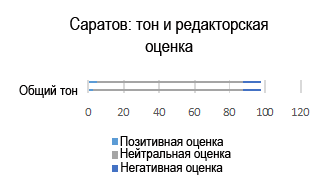 Саратов: тон и редакторская
оценка
Общий тон
0 20 40 60 80 100 120
Позитивная оценка
Нейтральная оценка
Негативная оценка